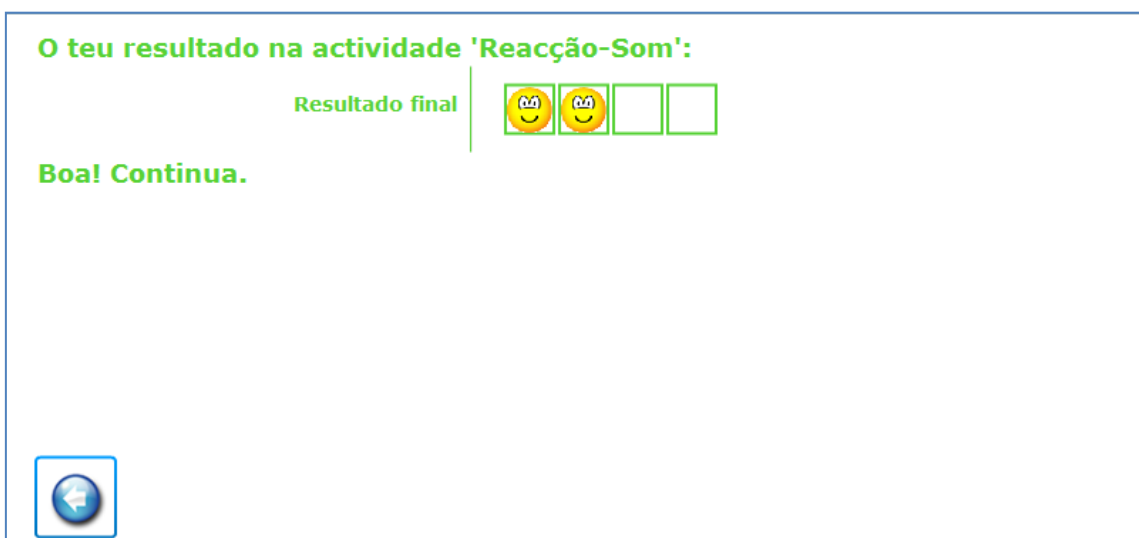 O teu resultado na actividade 'Reacção-Som':
Resultado final
Boa! Continua.